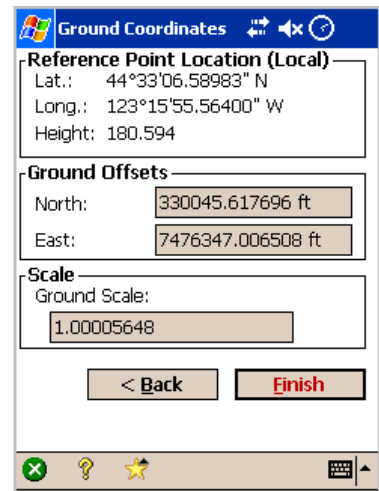 Ground Coordinates
Reference Point Location (Local)
Lat.: 44°33'06.58983" N
Long.: 123°15'55.56400" W
Height: 180.594
Ground Offsets
North: 330045.617696 ft
East: 7476347.006508 ft
Scale
Ground Scale:
1.00005648
< Back Finish